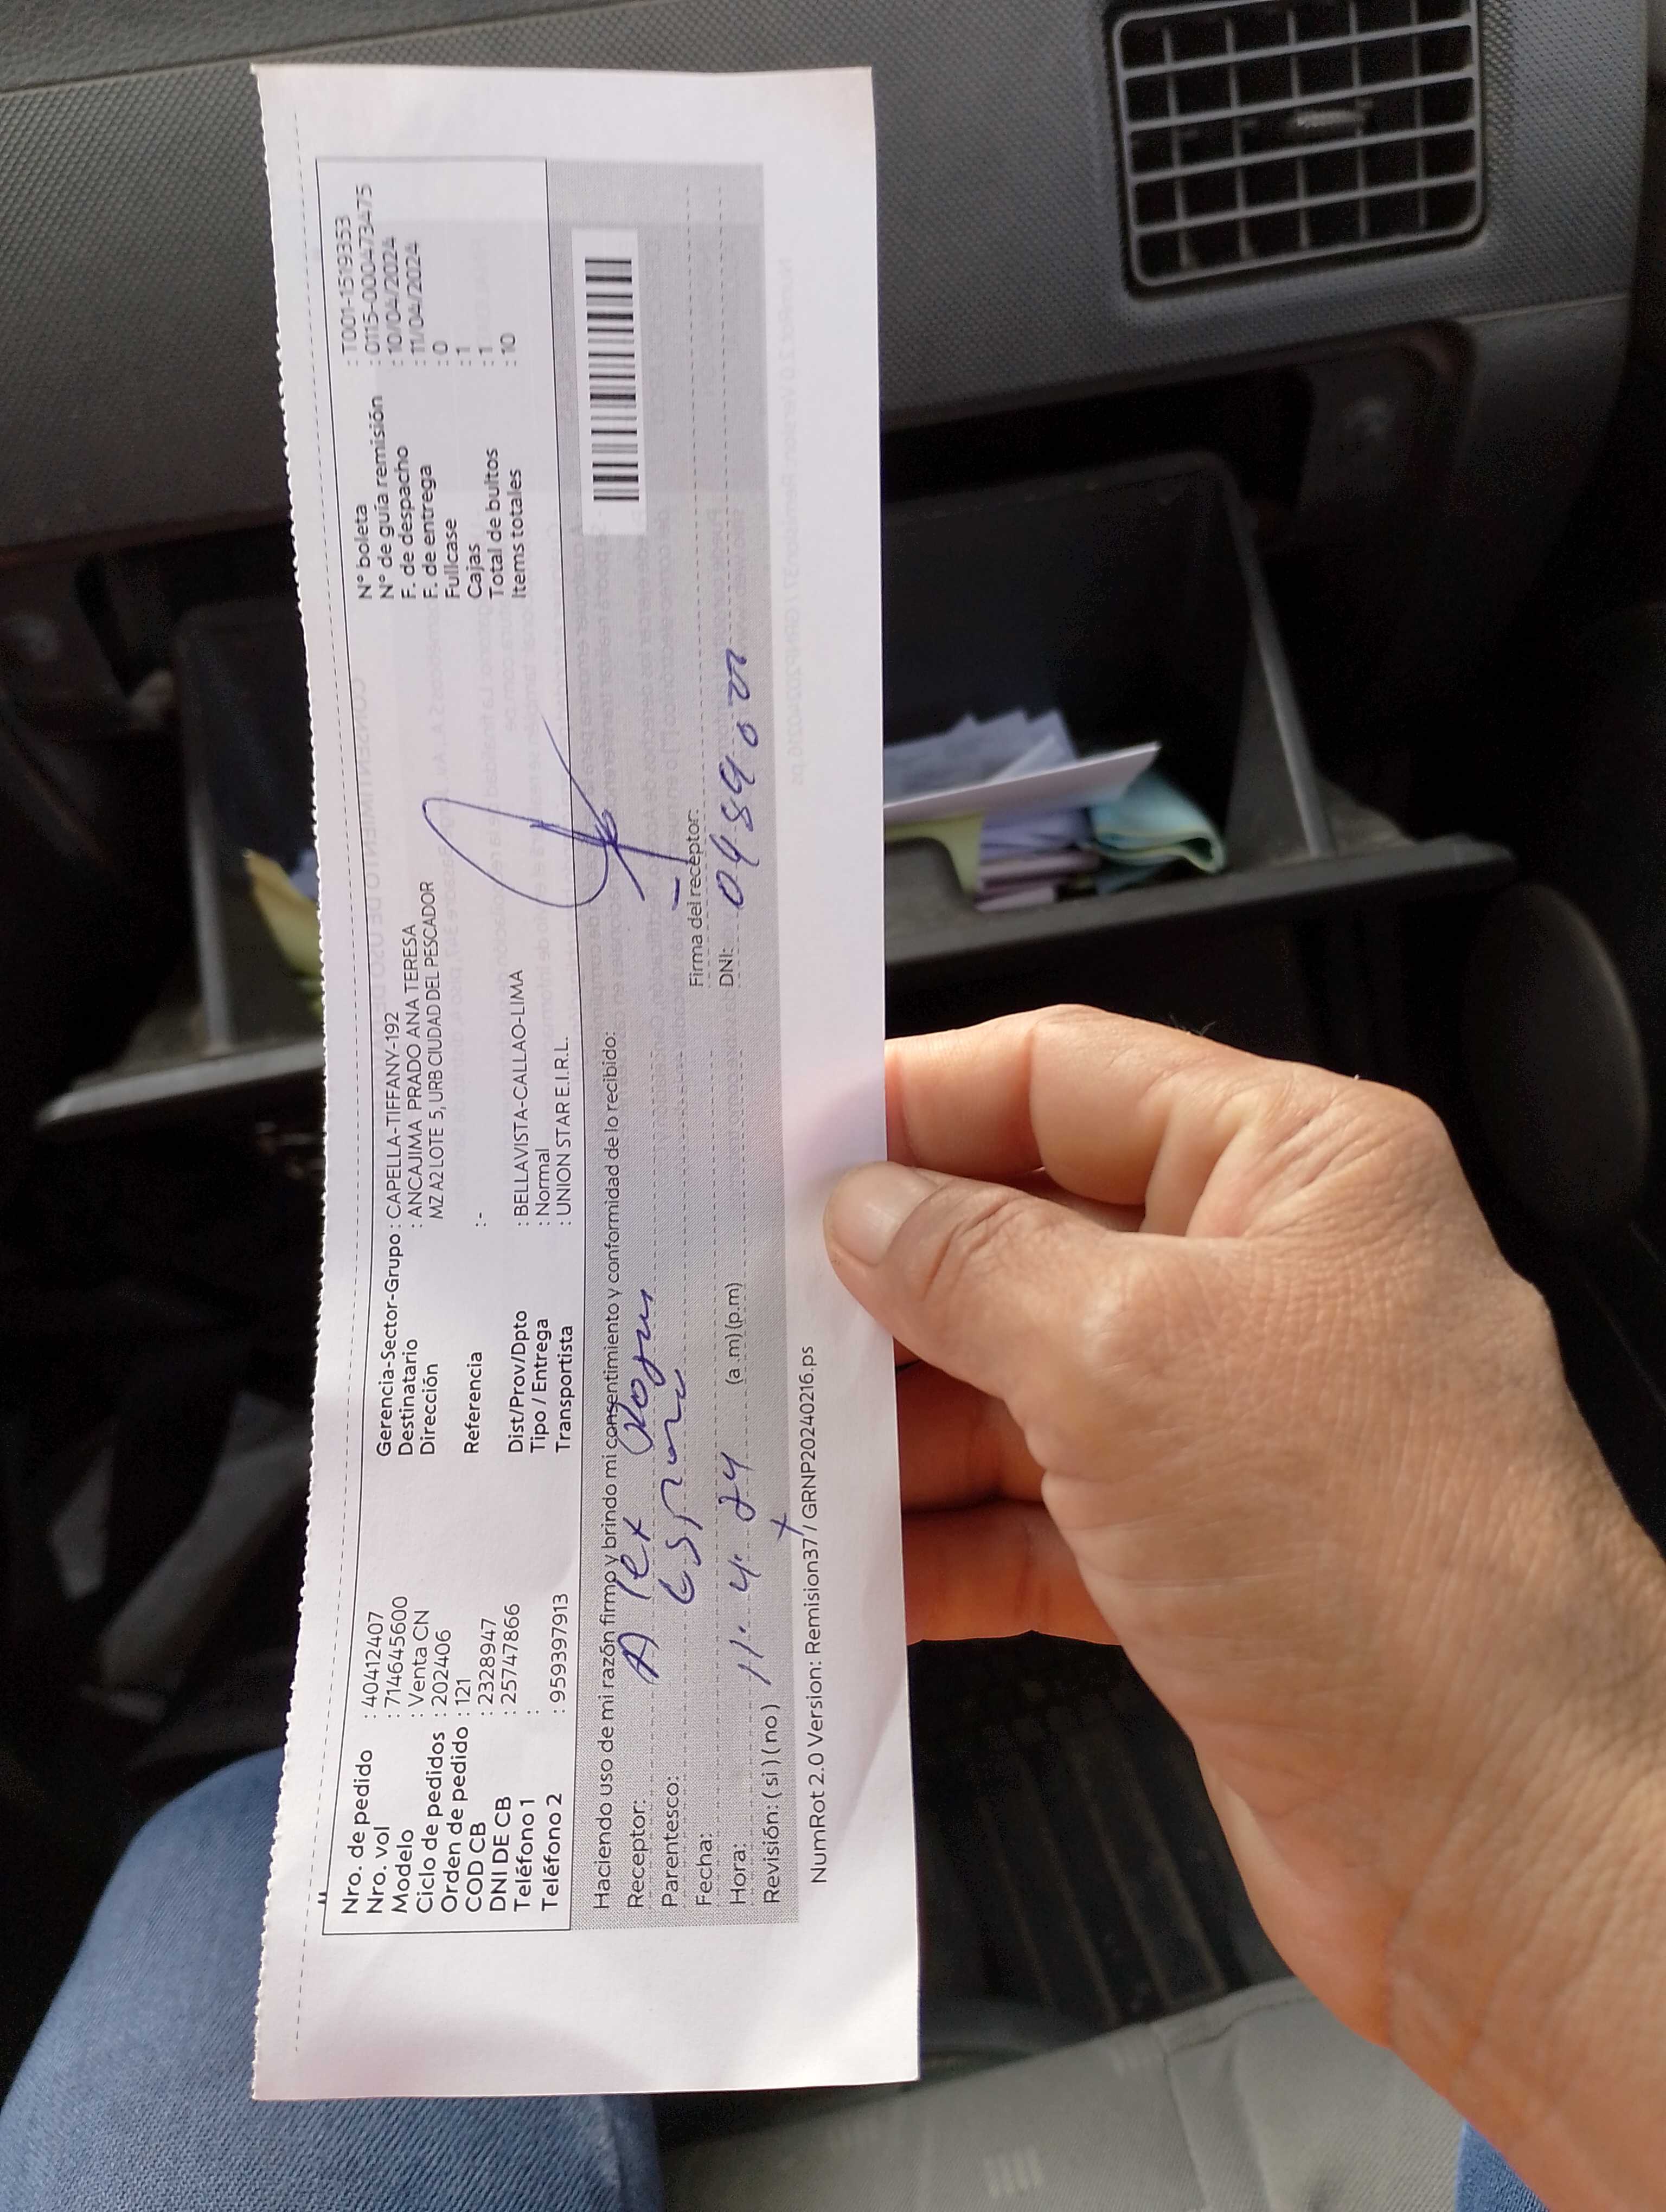 Nro. de pedido : 40412407
Nro. vol : 714645600
Modelo : Venta CN
Ciclo de pedidos : 202406
Orden de pedido : 121
COD CB : 2328947
DNI DE CB : 25747866
Teléfono 1 :
Teléfono 2 : 959397913
Gerencia-Sector-Grupo : CAPELLA-TIFFANY-192
Destinatario : ANCAJIMA PRADO ANA TERESA
Dirección MZ A2 LOTE 5, URB CIUDAD DEL PESCADOR
Referencia :-
Dist/Prov/Dpto : BELLAVISTA-CALLAO-LIMA
Tipo / Entrega : Normal
Transportista : UNION STAR E.I.R.L.
N° boleta : T001-1519353
N° de guía remisión : 0115-0000473475
F. de despacho : 10/04/2024
F. de entrega : 11/04/2024
Fullcase : 0
Cajas : 1
Total de bultos : 1
Items totales : 10
Haciendo uso de mi razón firmo y brindo mi consentimiento y conformidad de lo recibido:
Receptor: Alex
Parentesco:
Fecha: 11. 4. 24
Hora: (a.m) (p.m)
Revisión: ( si ) ( no )
Firma del receptor:
DNI:
NumRot 2.0 Version: Remision37 / GRNP20240216.ps